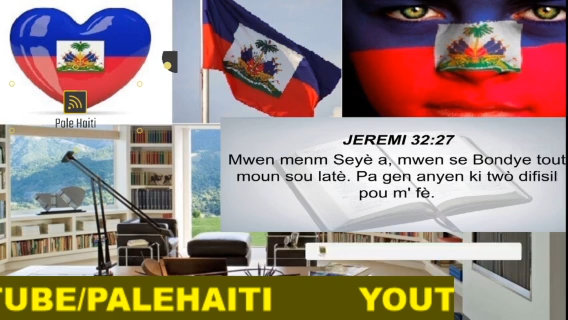 Pale Haiti
JEREMI 32:27
Mwen menm Seyè a, mwen se Bondye tout
moun sou latè. Pa gen anyen ki twò difisil
pou m' fè.
TUBE/PALEHAITI YOUT